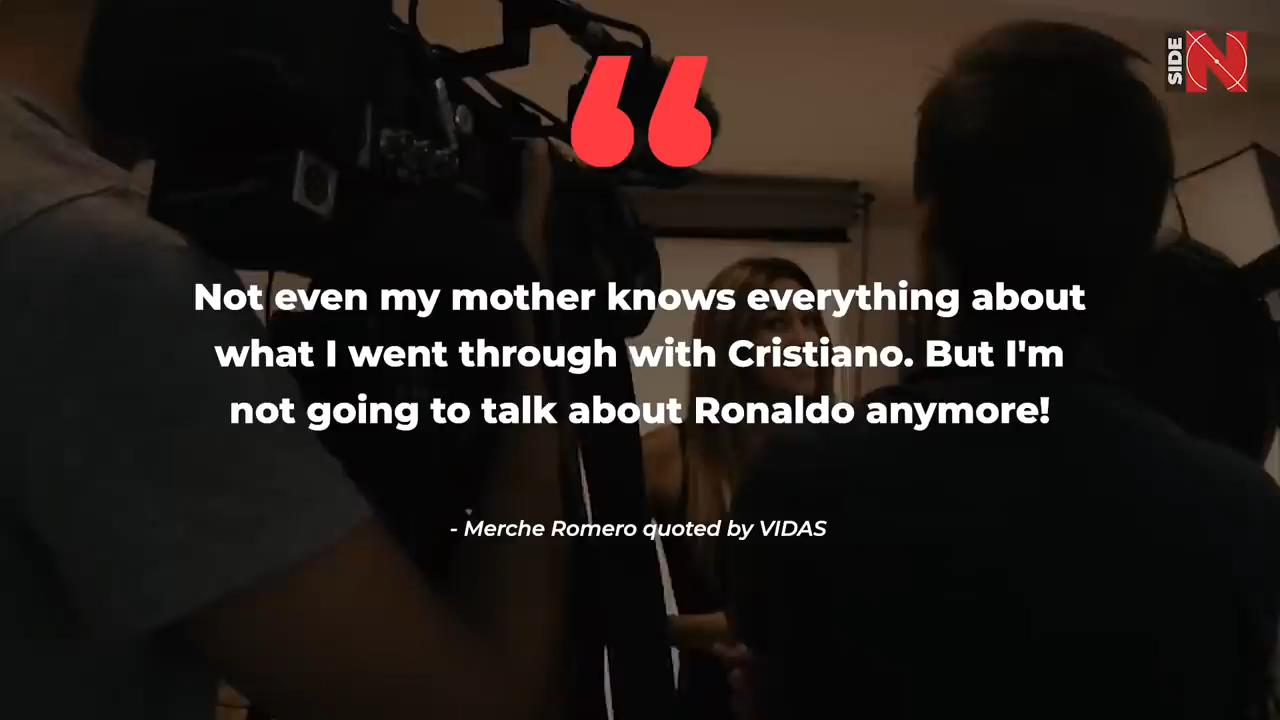 SIDE
N
“
Not even my mother knows everything about
what I went through with Cristiano. But I'm
not going to talk about Ronaldo anymore!
- Merche Romero quoted by VIDAS